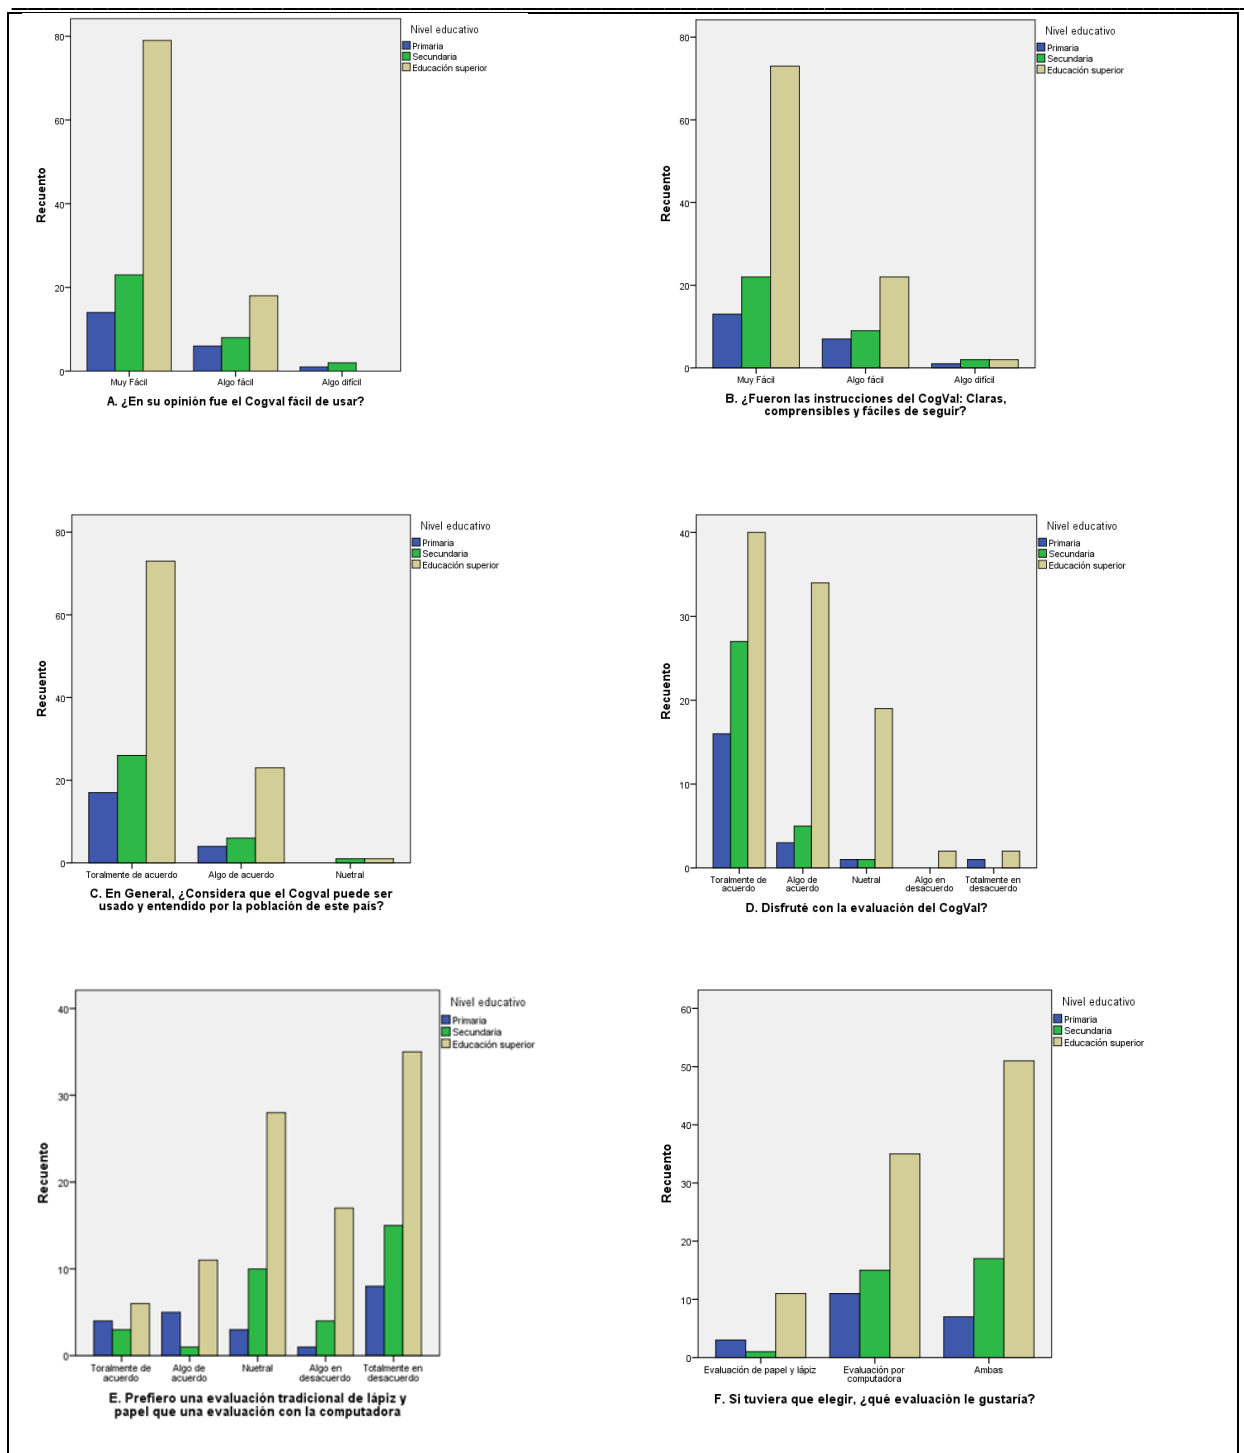 Nivel educativo
Primaria
Secundaria
Educación superior
80
60
40
20
0
Recuento
Muy Fácil
Algo fácil
Algo difícil
A. ¿En su opinión fue el Cogval fácil de usar?
Nivel educativo
Primaria
Secundaria
Educación superior
80
60
40
20
0
Recuento
Muy Fácil
Algo fácil
Algo difícil
B. ¿Fueron las instrucciones del CogVal: Claras,
comprensibles y fáciles de seguir?
Nivel educativo
Primaria
Secundaria
Educación superior
80
60
40
20
0
Recuento
Toralmente de acuerdo
Algo de acuerdo
Nuetral
C. En General, ¿Considera que el Cogval puede ser
usado y entendido por la población de este país?
Nivel educativo
Primaria
Secundaria
Educación superior
40
30
20
10
0
Recuento
Toralmente de
acuerdo
Algo de
acuerdo
Nuetral
Algo en
desacuerdo
Totalmente en
desacuerdo
D. Disfruté con la evaluación del CogVal?
Nivel educativo
Primaria
Secundaria
Educación superior
40
30
20
10
0
Recuento
Toralmente de
acuerdo
Algo de
acuerdo
Nuetral
Algo en
desacuerdo
Totalmente en
desacuerdo
E. Prefiero una evaluación tradicional de lápiz y
papel que una evaluación con la computadora
Nivel educativo
Primaria
Secundaria
Educación superior
60
50
40
30
20
10
0
Recuento
Evaluación de papel y lápiz
Evaluación por
computadora
Ambas
F. Si tuviera que elegir, ¿qué evaluación le gustaría?